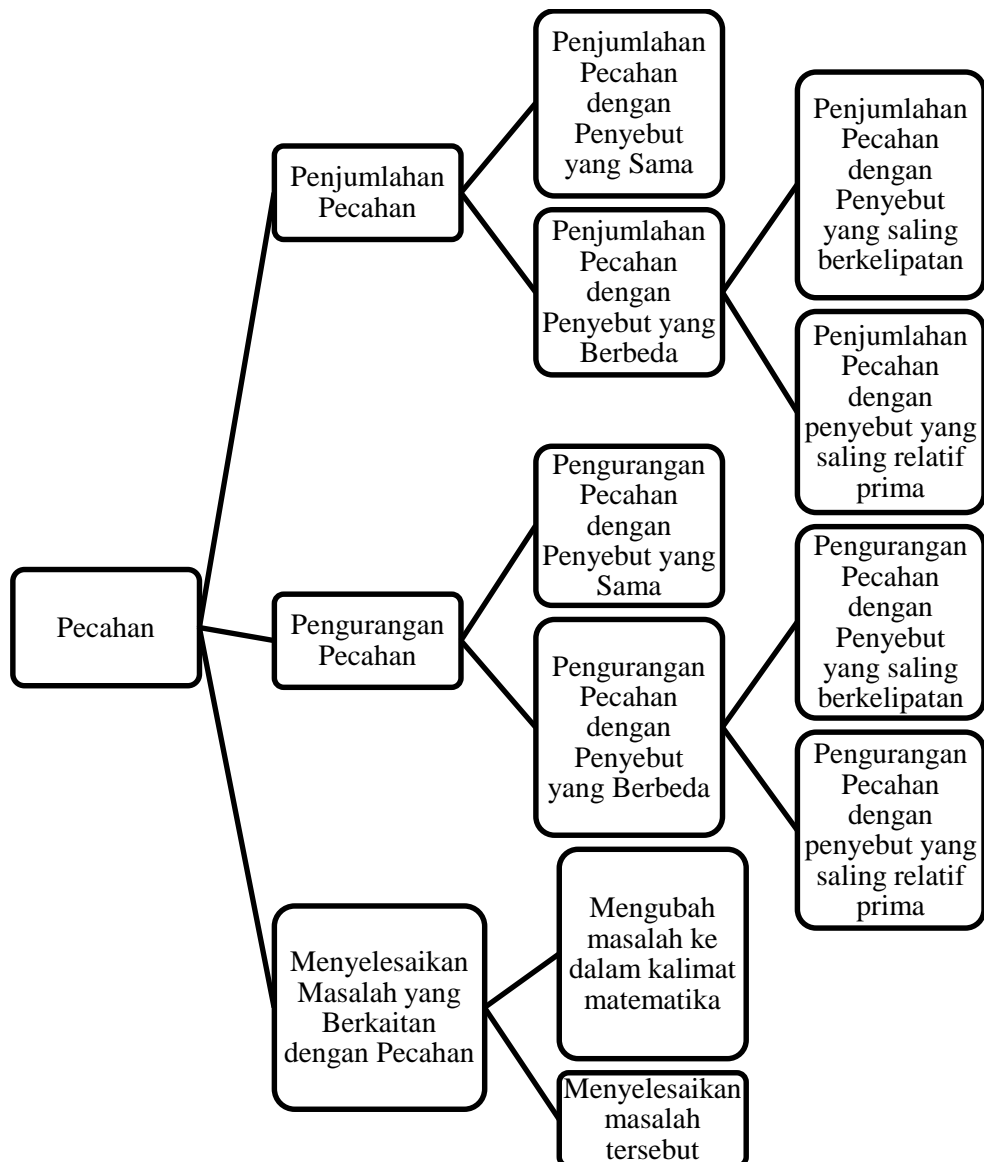 Pecahan
Penjumlahan
Pecahan
Penjumlahan
Pecahan
dengan
Penyebut
yang Sama
Penjumlahan
Pecahan
dengan
Penyebut yang
Berbeda
Penjumlahan
Pecahan
dengan
Penyebut
yang saling
berkelipatan
Penjumlahan
Pecahan
dengan
penyebut yang
saling relatif
prima
Pengurangan
Pecahan
Pengurangan
Pecahan
dengan
Penyebut yang
Sama
Pengurangan
Pecahan
dengan
Penyebut
yang Berbeda
Pengurangan
Pecahan
dengan
Penyebut
yang saling
berkelipatan
Pengurangan
Pecahan
dengan
penyebut yang
saling relatif
prima
Menyelesaikan
Masalah yang
Berkaitan
dengan Pecahan
Mengubah
masalah ke
dalam kalimat
matematika
Menyelesaikan
masalah
tersebut